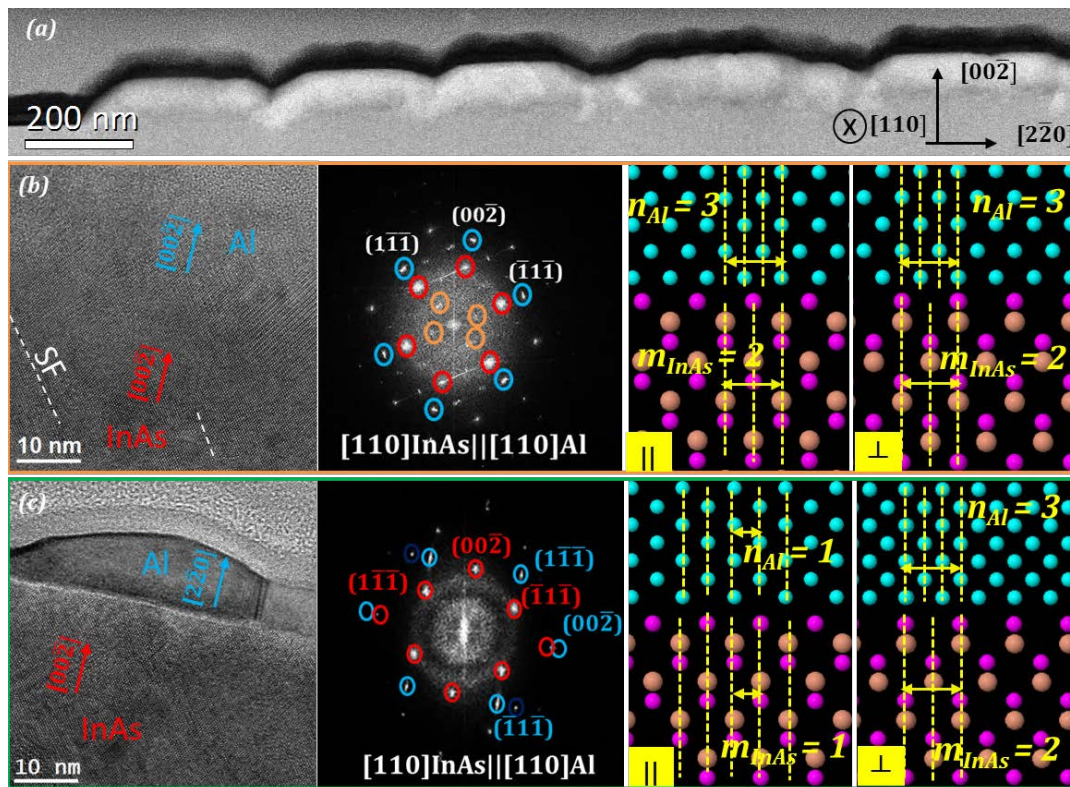 (a)
200 nm
[002̄]
[110]
[22̄0]
(b)
[002̄]
Al
[002̄]
SF
InAs
10 nm
(002̄)
(11̄1̄)
(1̄11̄)
[110]InAs||[110]Al
n_Al = 3
m_InAs = 2
||
n_Al = 3
m_InAs = 2
⊥
(c)
Al
[2̄20]
[002̄]
InAs
10 nm
(002̄)
(11̄1̄)
(11̄1̄)
(1̄11̄)
(002̄)
(1̄11̄)
[110]InAs||[110]Al
n_Al = 1
m_InAs = 1
||
n_Al = 3
m_InAs = 2
⊥